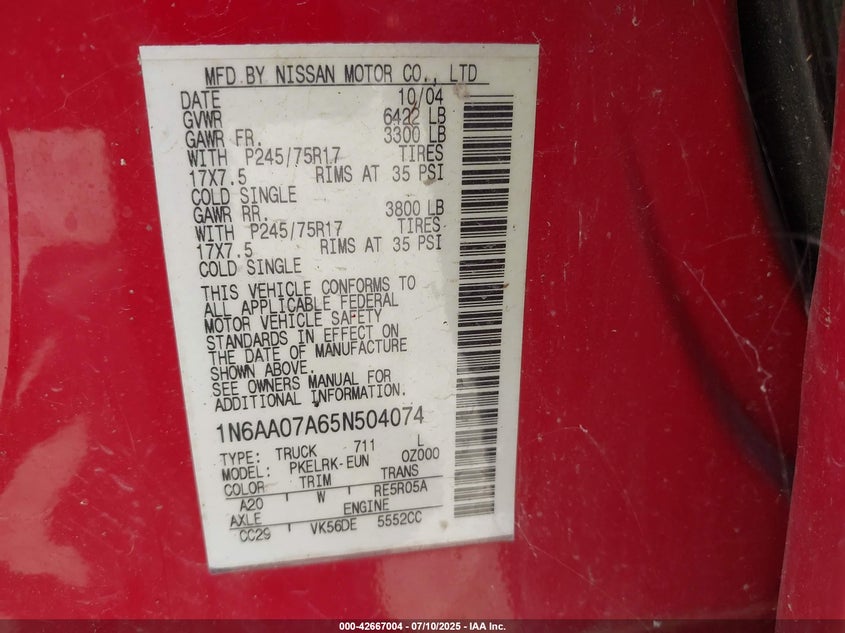 MFD BY NISSAN MOTOR CO., LTD
DATE 10/04
GVWR 6422 LB
GAWR FR. 3300 LB
WITH P245/75R17 TIRES
17X7.5 RIMS AT 35 PSI
COLD SINGLE
GAWR RR. 3800 LB
WITH P245/75R17 TIRES
17X7.5 RIMS AT 35 PSI
COLD SINGLE
THIS VEHICLE CONFORMS TO
ALL APPLICABLE FEDERAL
MOTOR VEHICLE SAFETY
STANDARDS IN EFFECT ON
THE DATE OF MANUFACTURE
SHOWN ABOVE.
SEE OWNERS MANUAL FOR
ADDITIONAL INFORMATION.
1N6AA07A65N504074
TYPE: TRUCK 711 L
MODEL: PKELRK-EUN 0Z000
COLOR TRIM TRANS
A20 W RE5R05A
AXLE ENGINE
CC29 VK56DE 5552CC
000-42667004 - 07/10/2025 - IAA Inc.